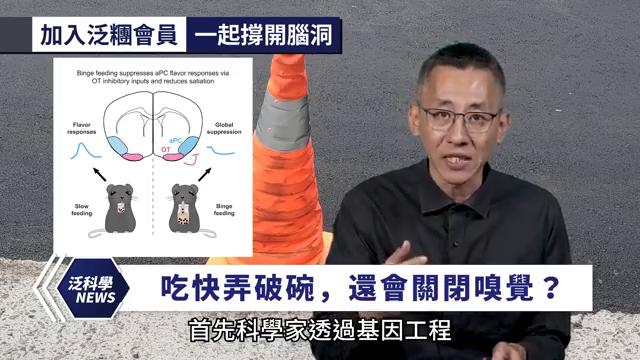 加入泛糰會員 一起撐開腦洞
Binge feeding suppresses aPC flavor responses via
OT inhibitory inputs and reduces satiation
Flavor
responses
Global
suppression
aPC
OT
Slow
feeding
Binge
feeding
泛科學
NEWS
吃快弄破碗，還會關閉嗅覺？
首先科學家透過基因工程